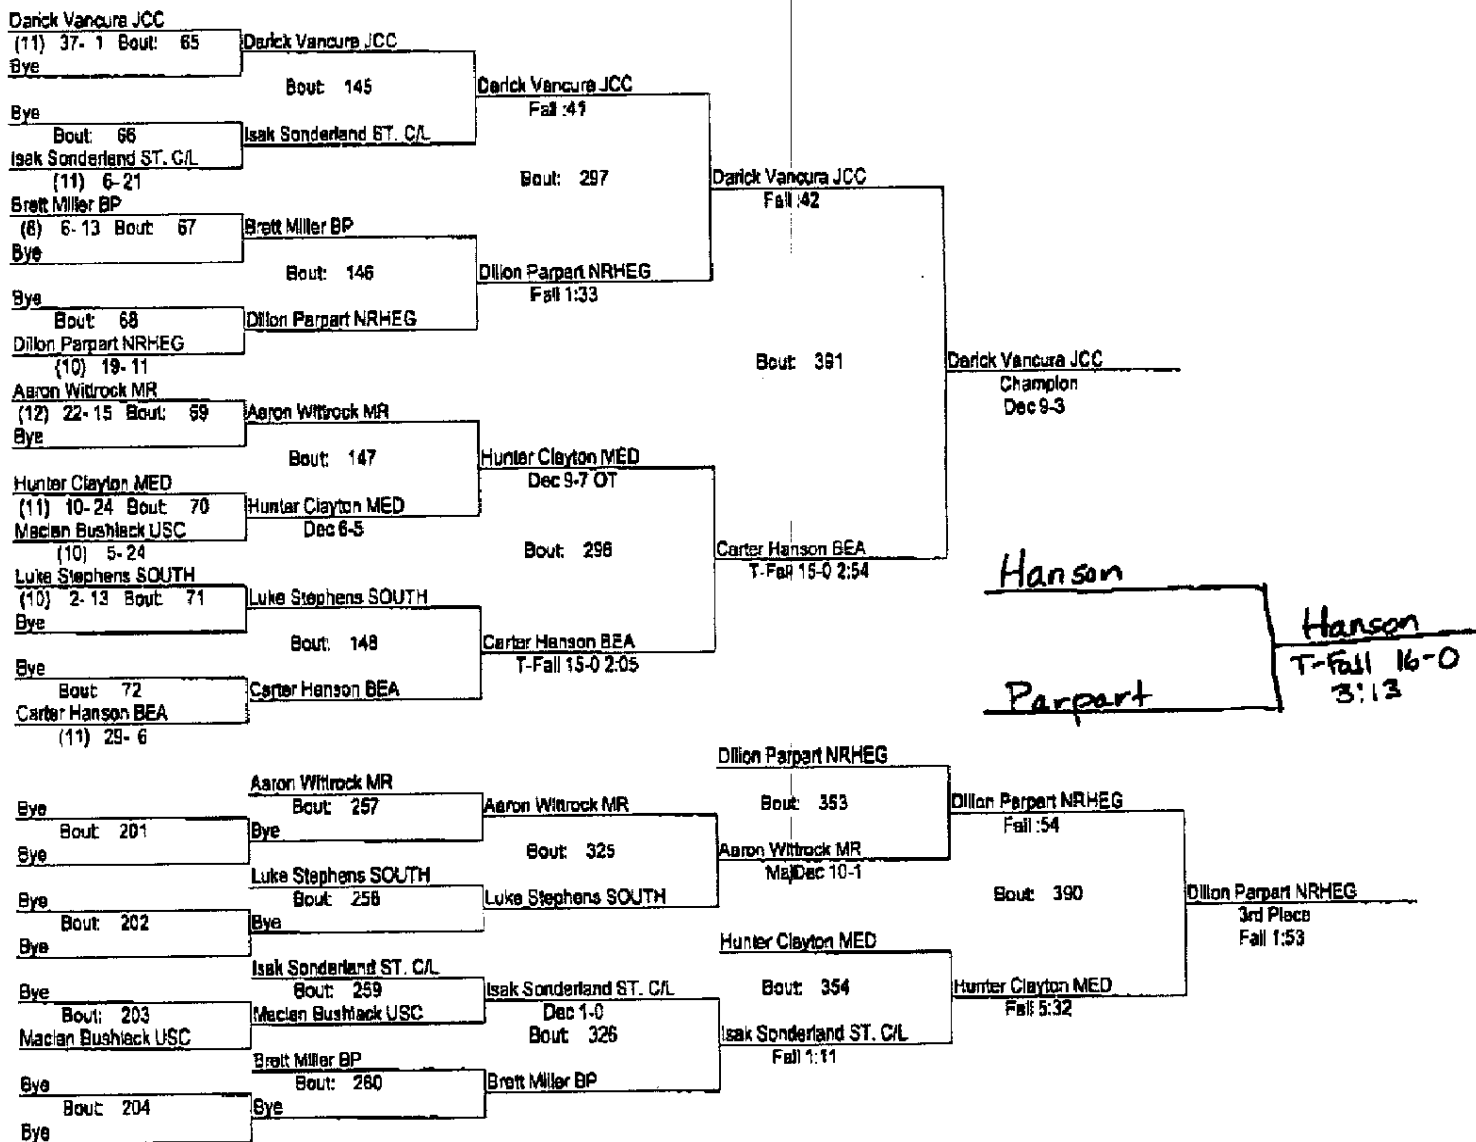 Darick Vancura JCC
(11) 37- 1 Bout: 65
Bye
Darick Vancura JCC
Bout: 145
Bye
Bout: 66
Isak Sonderland ST. C/L
(11) 6-21
Isak Sonderland ST. C/L
Darick Vancura JCC
Fall :41
Bout: 297
Brett Miller BP
(8) 6- 13 Bout: 67
Bye
Brett Miller BP
Bout: 146
Bye
Bout: 68
Dillon Parpart NRHEG
(10) 19- 11
Dillon Parpart NRHEG
Dillon Parpart NRHEG
Fall 1:33
Darick Vancura JCC
Fall :42
Bout: 391
Aaron Wittrock MR
(12) 22- 15 Bout: 69
Bye
Aaron Wittrock MR
Bout: 147
Hunter Clayton MED
(11) 10-24 Bout: 70
Maclan Bushlack USC
(10) 5-24
Hunter Clayton MED
Dec 6-5
Hunter Clayton MED
Dec 9-7 OT
Bout: 298
Luke Stephens SOUTH
(10) 2- 13 Bout: 71
Bye
Luke Stephens SOUTH
Bout: 148
Bye
Bout: 72
Carter Hanson BEA
(11) 29- 6
Carter Hanson BEA
Carter Hanson BEA
T-Fall 15-0 2:05
Carter Hanson BEA
T-Fall 15-0 2:54
Darick Vancura JCC
Champion
Dec 9-3
Hanson
Parpart
Hanson
T-Fall 16-0
3:13
Bye
Bout: 201
Bye
Aaron Wittrock MR
Bout: 257
Bye
Aaron Wittrock MR
Bout: 325
Bye
Bout: 202
Bye
Luke Stephens SOUTH
Bout: 258
Bye
Luke Stephens SOUTH
Dillon Parpart NRHEG
Bout: 353
Aaron Wittrock MR
MajDec 10-1
Dillon Parpart NRHEG
Fall :54
Bout: 390
Bye
Bout: 203
Maclan Bushlack USC
Isak Sonderland ST. C/L
Bout: 259
Maclan Bushlack USC
Isak Sonderland ST. C/L
Dec 1-0
Bout: 326
Bye
Bout: 204
Bye
Brett Miller BP
Bout: 260
Bye
Brett Miller BP
Hunter Clayton MED
Bout: 354
Isak Sonderland ST. C/L
Fall 1:11
Hunter Clayton MED
Fall 5:32
Dillon Parpart NRHEG
3rd Place
Fall 1:53